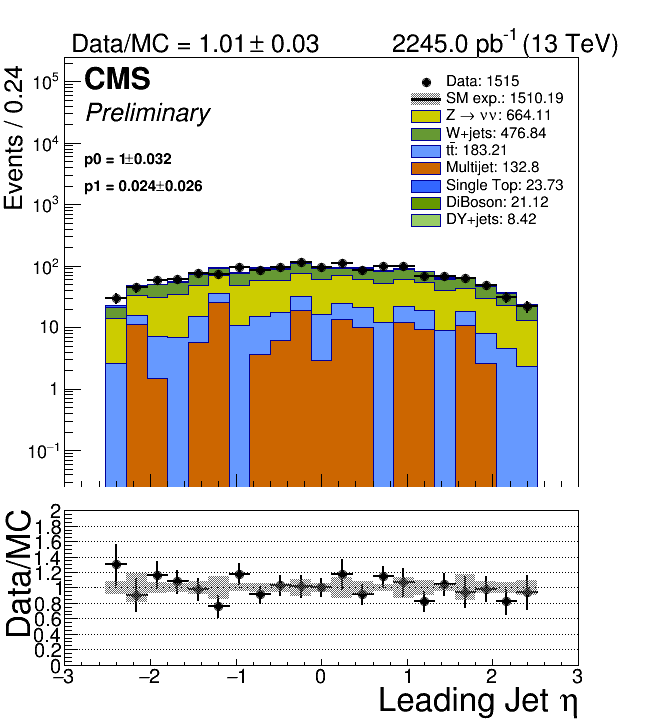 Data/MC = 1.01± 0.03 2245.0 pb⁻¹ (13 TeV)
Events / 0.24
CMS
Preliminary
p0 = 1±0.032
p1 = 0.024±0.026
Data: 1515
SM exp.: 1510.19
Z → νν: 664.11
W+jets: 476.84
tt̄: 183.21
Multijet: 132.8
Single Top: 23.73
DiBoson: 21.12
DY+jets: 8.42
10⁵
10⁴
10³
10²
10
1
10⁻¹
Data/MC
2
1.8
1.6
1.4
1.2
1
0.8
0.6
0.4
0.2
0
−3 −2 −1 0 1 2 3
Leading Jet η